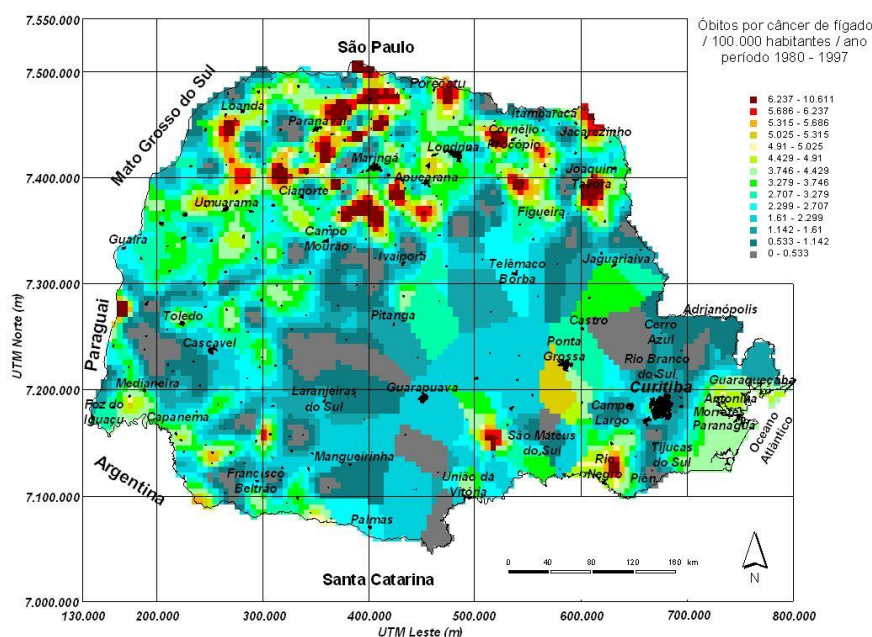 Óbitos por câncer de fígado
/ 100.000 habitantes / ano
período 1980 - 1997
6.237 - 10.611
5.686 - 6.237
5.315 - 5.686
5.025 - 5.315
4.91 - 5.025
4.429 - 4.91
3.746 - 4.429
3.279 - 3.746
2.707 - 3.279
2.299 - 2.707
1.61 - 2.299
1.142 - 1.61
0.533 - 1.142
0 - 0.533
7.550.000
7.500.000
7.400.000
7.300.000
7.200.000
7.100.000
7.000.000
UTM Norte (m)
São Paulo
Mato Grosso do Sul
Paraguai
Argentina
Santa Catarina
Oceano
Atlântico
Porecatu
Loanda
Itambaracá
Paranavaí
Cornélio
Procópio
Jacarezinho
Londrina
Maringá
Apucarana
Joaquim
Távora
Cianorte
Umuarama
Figueira
Campo
Mourão
Guaíra
Ivaiporã
Jaguariaíva
Telêmaco
Borba
Toledo
Pitanga
Castro
Adrianópolis
Cerro
Azul
Cascavel
Ponta
Grossa
Rio Branco
do Sul
Medianeira
Guarapuava
Curitiba
Guaraqueçaba
Laranjeiras
do Sul
Campo
Largo
Antonina
Morretes
Paranaguá
Foz do
Iguaçu
Capanema
São Mateus
do Sul
Tijucas
do Sul
Mangueirinha
Rio
Negro
Francisco
Beltrão
União da
Vitória
Piên
Palmas
0 40 80 120 160 km
N
130.000 200.000 300.000 400.000 500.000 600.000 700.000 800.000
UTM Leste (m)